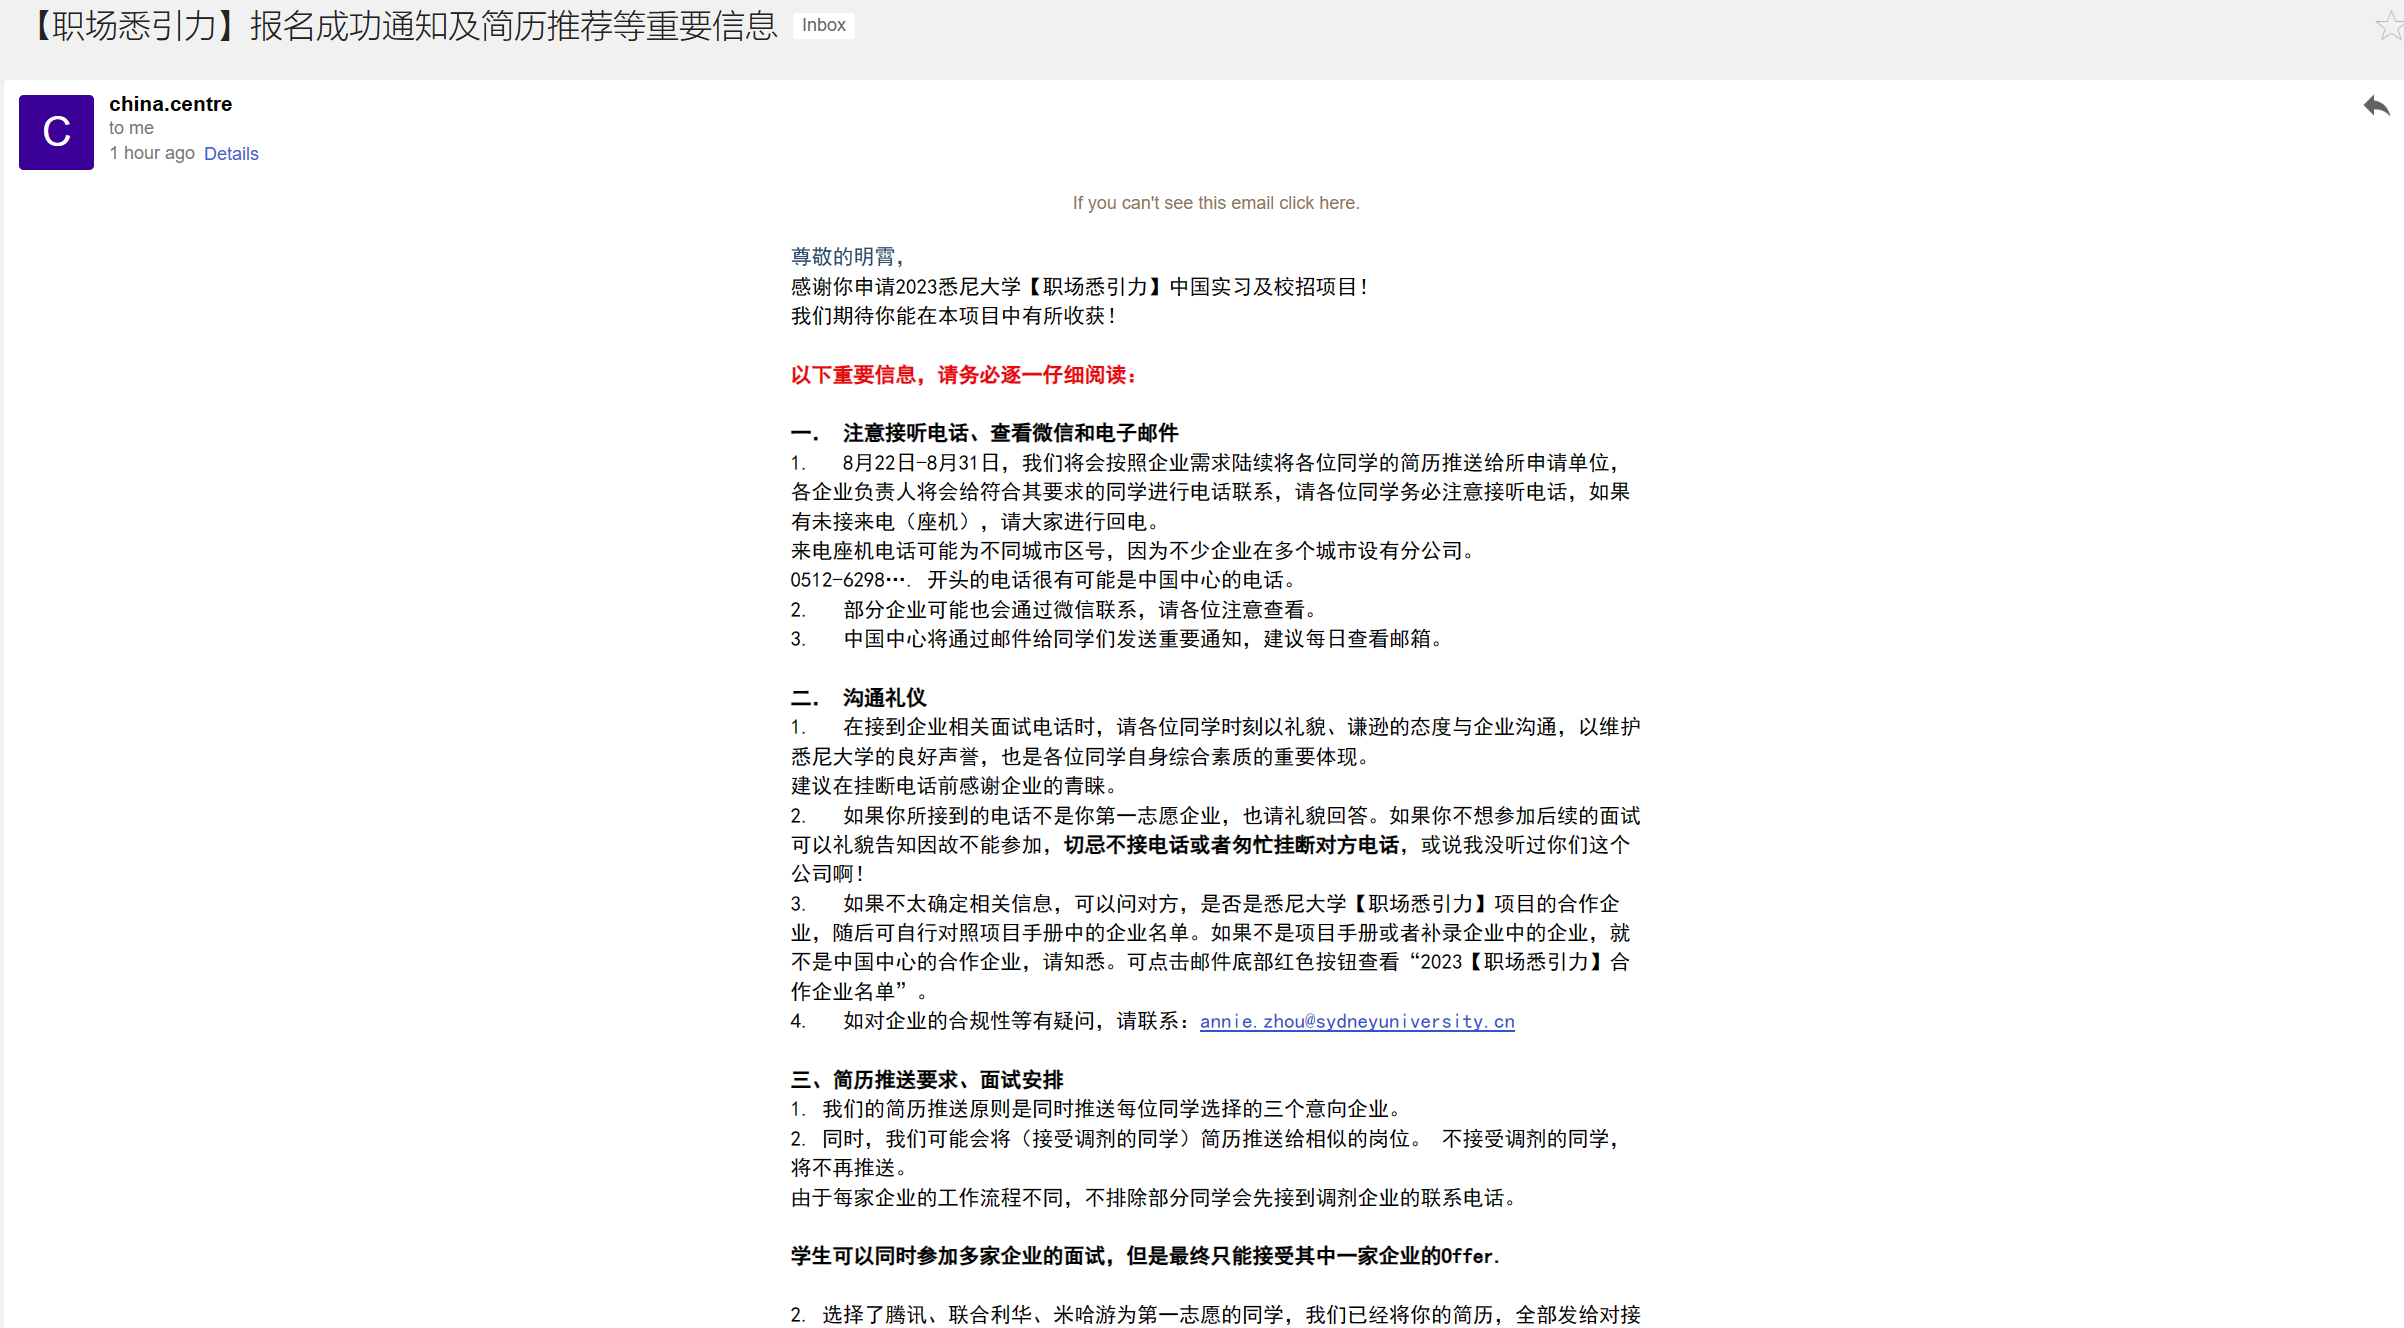 【职场悉引力】报名成功通知及简历推荐等重要信息 Inbox
C
china.centre
to me
1 hour ago Details
If you can't see this email click here.
尊敬的明霄，
感谢你申请2023悉尼大学【职场悉引力】中国实习及校招项目！
我们期待你能在本项目中有所收获！
以下重要信息，请务必逐一仔细阅读：
一. 注意接听电话、查看微信和电子邮件
1. 8月22日-8月31日，我们将会按照企业需求陆续将各位同学的简历推送给所申请单位，
各企业负责人将会给符合其要求的同学进行电话联系，请各位同学务必注意接听电话，如果
有未接来电（座机），请大家进行回电。
来电座机电话可能为不同城市区号，因为不少企业在多个城市设有分公司。
0512-6298…. 开头的电话很有可能是中国中心的电话。
2. 部分企业可能也会通过微信联系，请各位注意查看。
3. 中国中心将通过邮件给同学们发送重要通知，建议每日查看邮箱。
二. 沟通礼仪
1. 在接到企业相关面试电话时，请各位同学时刻以礼貌、谦逊的态度与企业沟通，以维护
悉尼大学的良好声誉，也是各位同学自身综合素质的重要体现。
建议在挂断电话前感谢企业的青睐。
2. 如果你所接到的电话不是你第一志愿企业，也请礼貌回答。如果你不想参加后续的面试
可以礼貌告知因故不能参加，切忌不接电话或者匆忙挂断对方电话，或说我没听过你们这个
公司啊！
3. 如果不太确定相关信息，可以问对方，是否是悉尼大学【职场悉引力】项目的合作企
业，随后可自行对照项目手册中的企业名单。如果不是项目手册或者补录企业中的企业，就
不是中国中心的合作企业，请知悉。可点击邮件底部红色按钮查看“2023【职场悉引力】合
作企业名单”。
4. 如对企业的合规性等有疑问，请联系：annie.zhou@sydneyuniversity.cn
三、简历推送要求、面试安排
1. 我们的简历推送原则是同时推送每位同学选择的三个意向企业。
2. 同时，我们可能会将（接受调剂的同学）简历推送给相似的岗位。 不接受调剂的同学，
将不再推送。
由于每家企业的工作流程不同，不排除部分同学会先接到调剂企业的联系电话。
学生可以同时参加多家企业的面试，但是最终只能接受其中一家企业的Offer.
2. 选择了腾讯、联合利华、米哈游为第一志愿的同学，我们已经将你的简历，全部发给对接